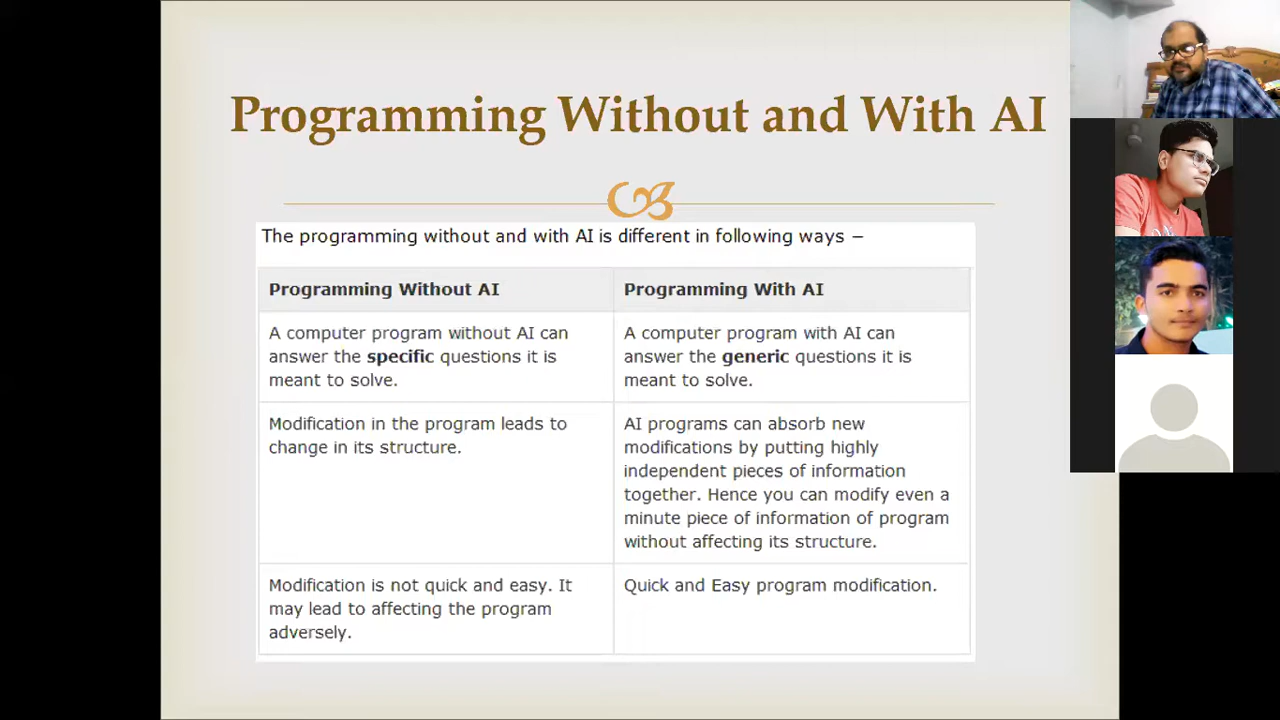 Programming Without and With AI
The programming without and with AI is different in following ways −
Programming Without AI
Programming With AI
A computer program without AI can
answer the specific questions it is
meant to solve.
A computer program with AI can
answer the generic questions it is
meant to solve.
Modification in the program leads to
change in its structure.
AI programs can absorb new
modifications by putting highly
independent pieces of information
together. Hence you can modify even a
minute piece of information of program
without affecting its structure.
Modification is not quick and easy. It
may lead to affecting the program
adversely.
Quick and Easy program modification.